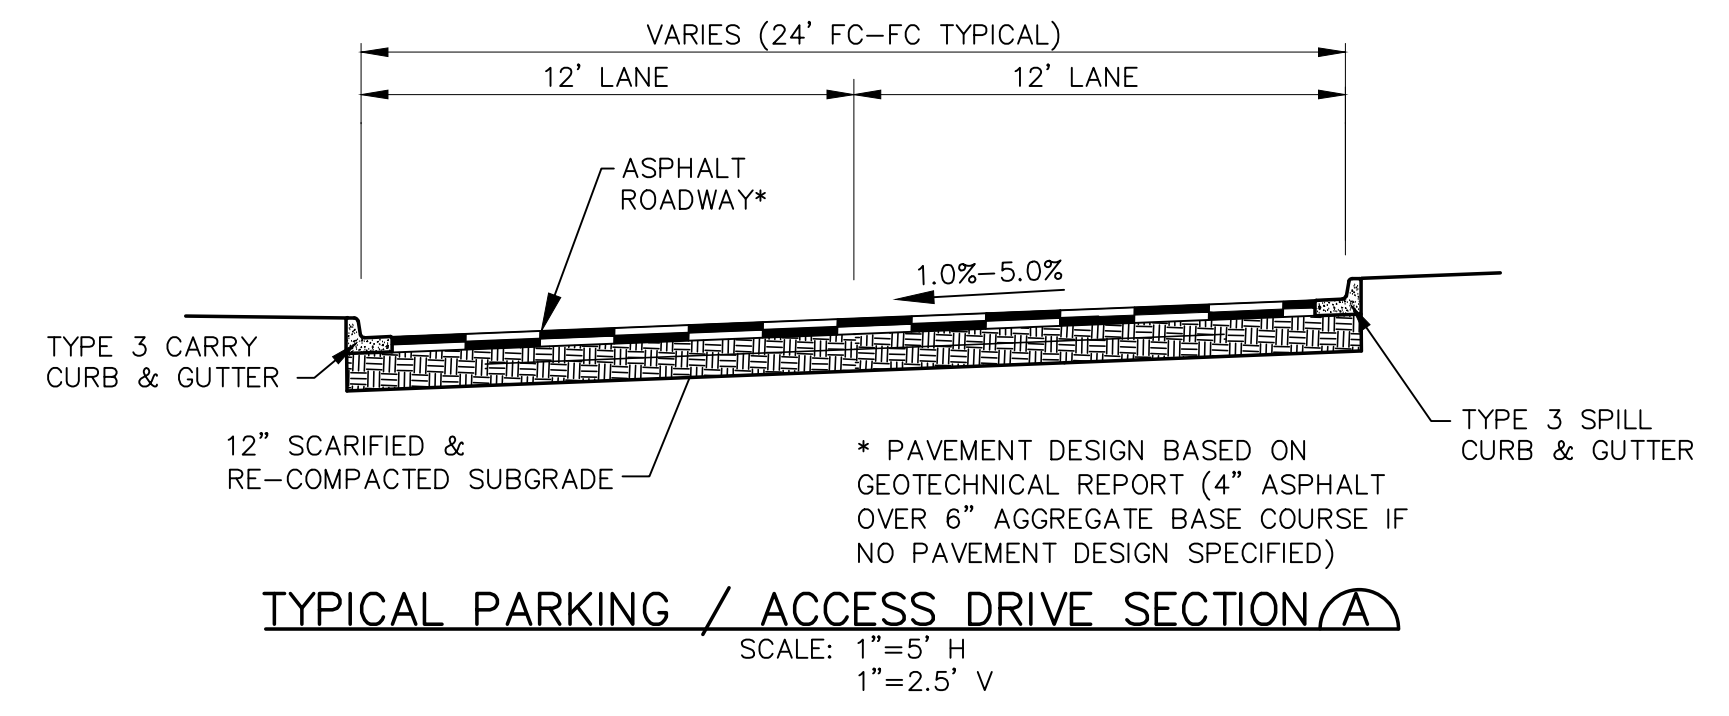 VARIES (24' FC-FC TYPICAL)
12' LANE
12' LANE
ASPHALT
ROADWAY*
1.0%-5.0%
TYPE 3 CARRY
CURB & GUTTER
TYPE 3 SPILL
CURB & GUTTER
12" SCARIFIED &
RE-COMPACTED SUBGRADE
* PAVEMENT DESIGN BASED ON
GEOTECHNICAL REPORT (4" ASPHALT
OVER 6" AGGREGATE BASE COURSE IF
NO PAVEMENT DESIGN SPECIFIED)
TYPICAL PARKING / ACCESS DRIVE SECTION A
SCALE: 1"=5' H
1"=2.5' V